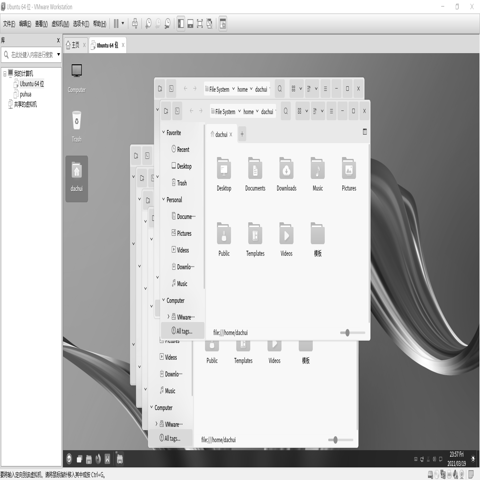 Ubuntu 64 位 - VMware Workstation
文件(F) 编辑(E) 查看(V) 虚拟机(M) 选项卡(T) 帮助(H)
库
主页
Ubuntu 64 位
在此处键入内容进行搜索
我的计算机
Ubuntu 64 位
puhua
共享的虚拟机
Computer
Trash
dachui
File System
home
dachui
File System
home
dachui
Favorite
Recent
Desktop
Trash
Personal
Docume···
Pictures
Videos
Downlo···
Music
Computer
VMware···
All tags...
dachui
Desktop
Documents
Downloads
Music
Pictures
Public
Templates
Videos
模板
file:///home/dachui
Pictures
Videos
Downlo···
Music
Computer
VMware···
All tags...
Public
Templates
Videos
模板
file:///home/dachui
23:57 Fri
2021/03/19
要将输入定向到该虚拟机，请将鼠标指针移入其中或按 Ctrl+G。